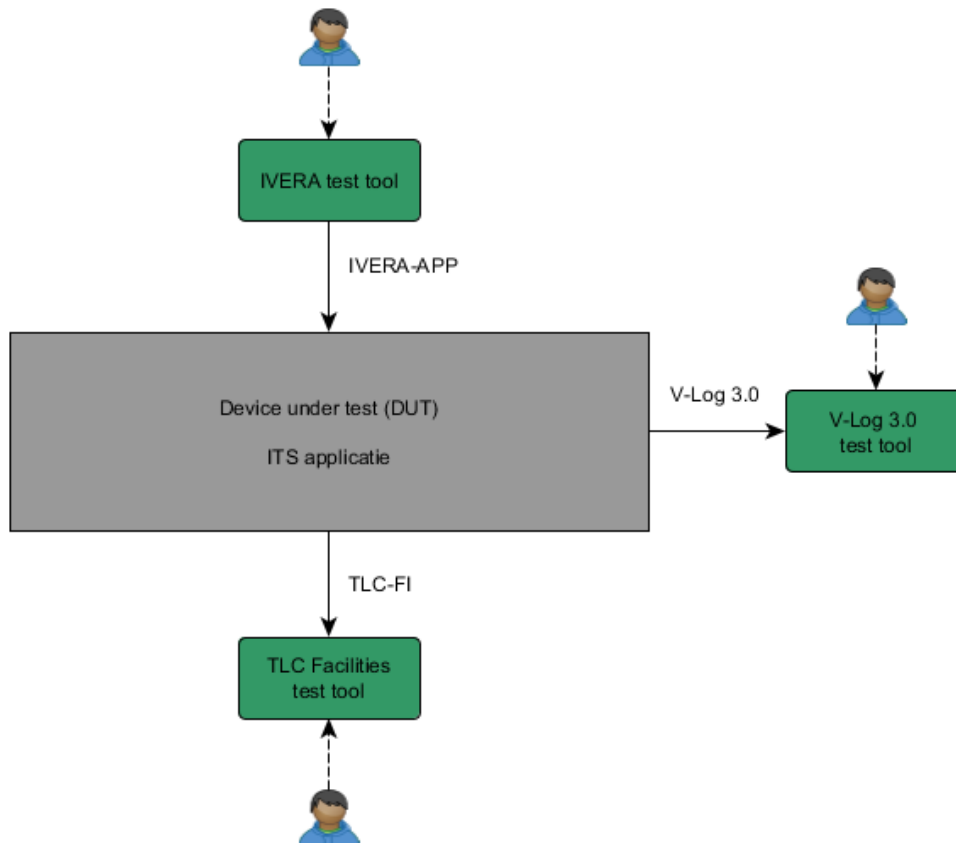 IVERA test tool
IVERA-APP
Device under test (DUT)
ITS applicatie
V-Log 3.0
V-Log 3.0
test tool
TLC-FI
TLC Facilities
test tool